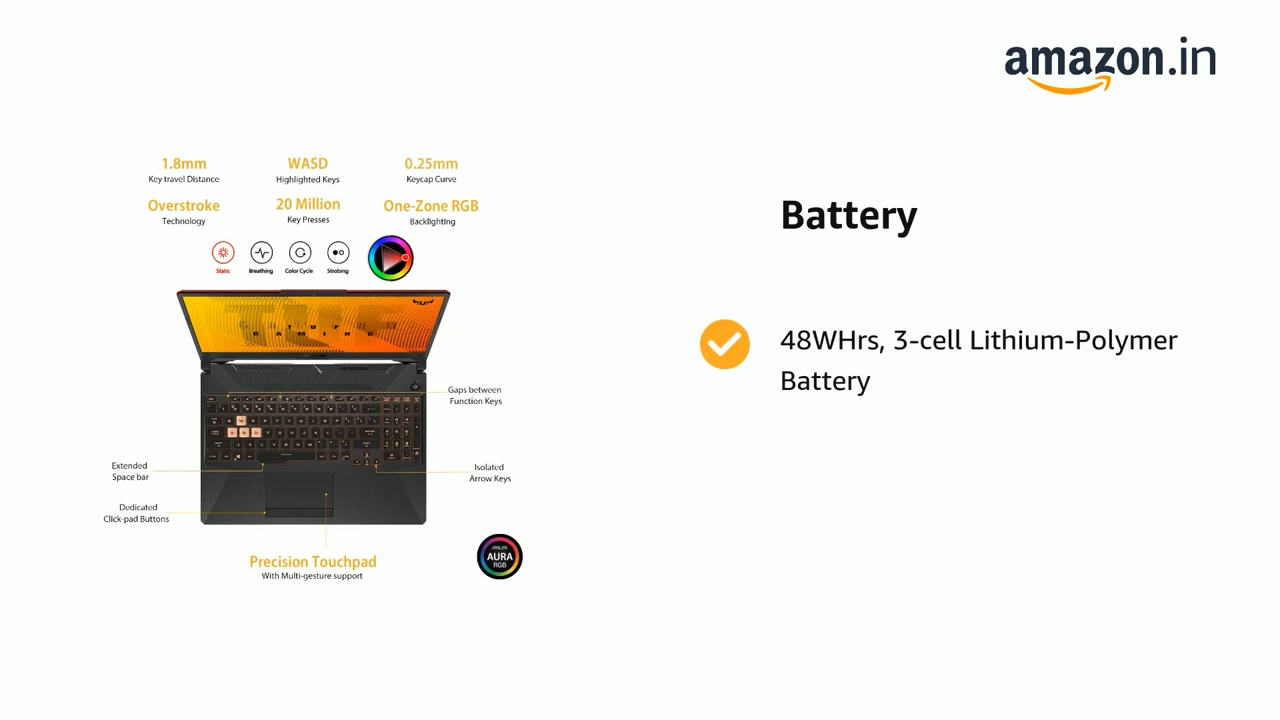 amazon.in
1.8mm
Key travel Distance
WASD
Highlighted Keys
0.25mm
Keycap Curve
Overstroke
Technology
20 Million
Key Presses
One-Zone RGB
Backlighting
Static
Breathing
Color Cycle
Strobing
TUF
GAMING
Gaps between
Function Keys
Extended
Space bar
Isolated
Arrow Keys
Dedicated
Click-pad Buttons
Precision Touchpad
With Multi-gesture support
AURA
RGB
Battery
48WHrs, 3-cell Lithium-Polymer
Battery